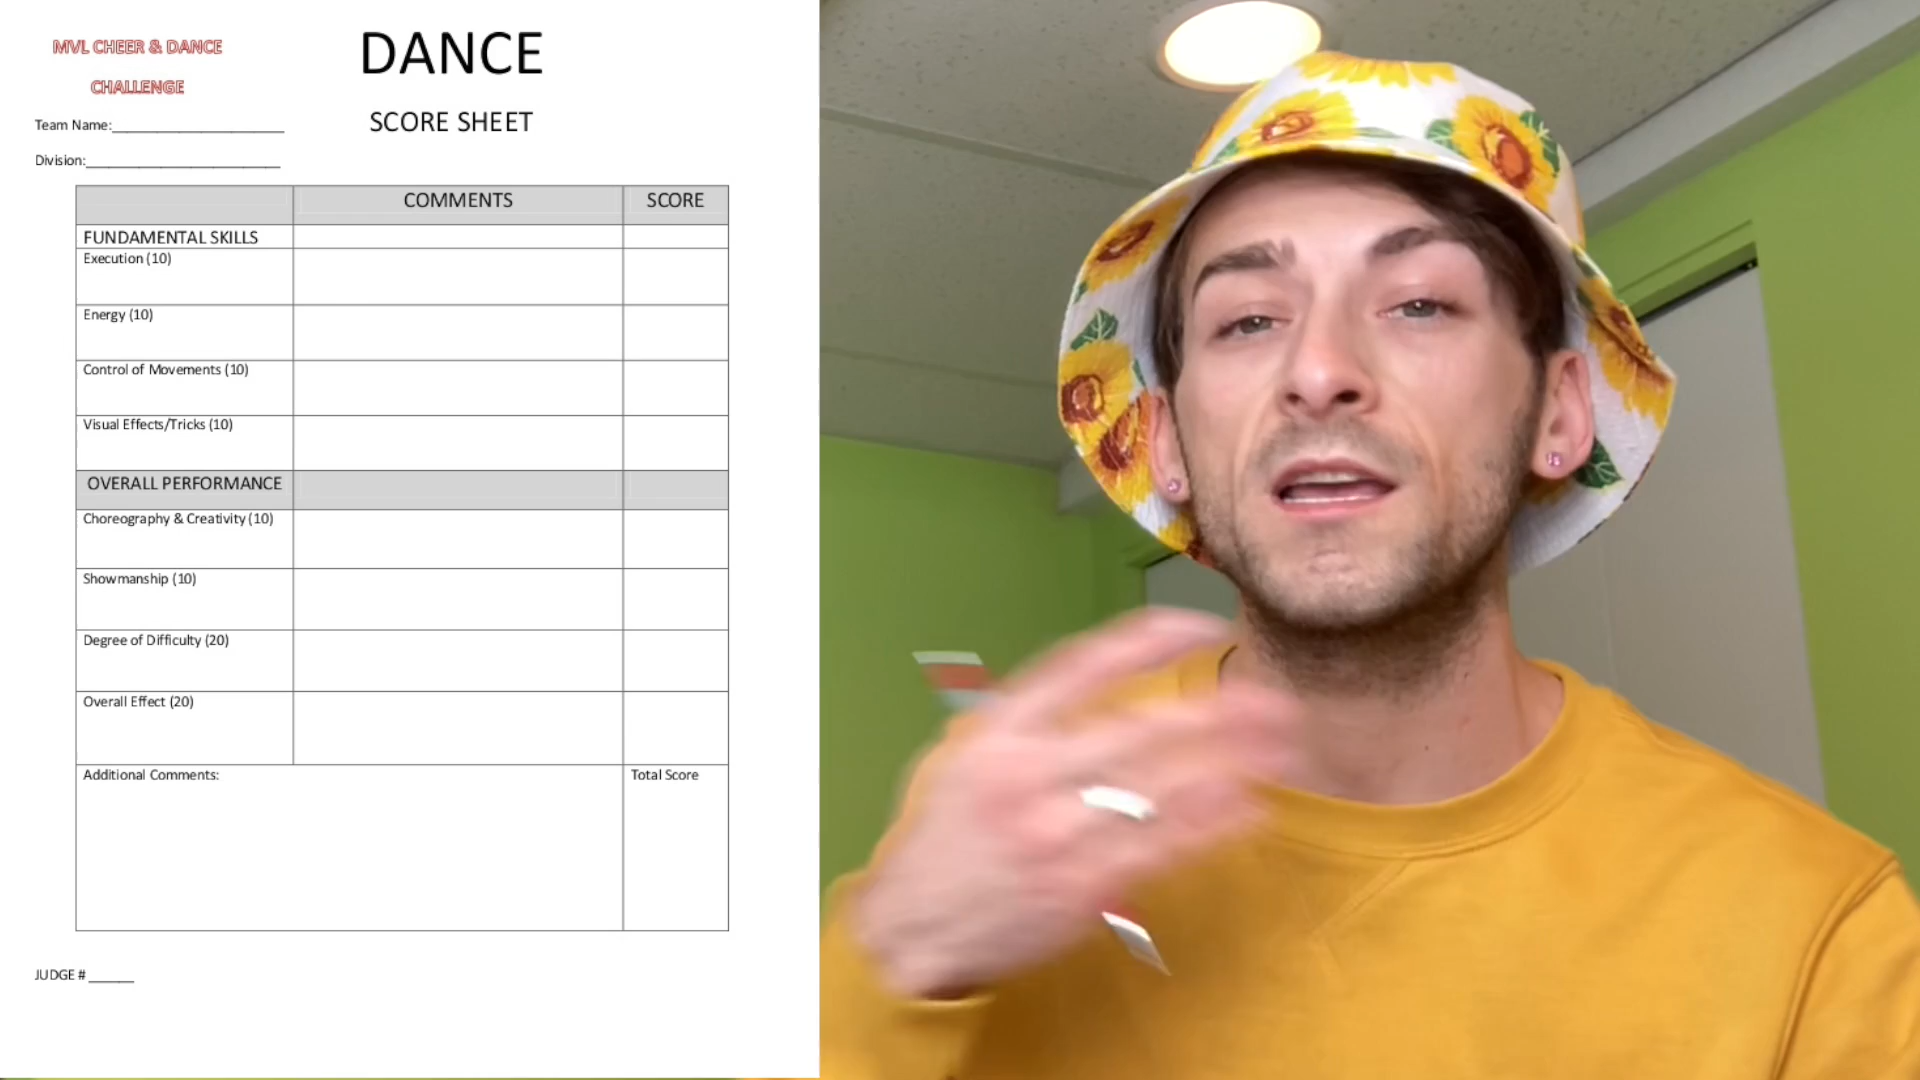 MVL CHEER & DANCE
CHALLENGE
DANCE
SCORE SHEET
Team Name:
Division:
COMMENTS SCORE
FUNDAMENTAL SKILLS
Execution (10)
Energy (10)
Control of Movements (10)
Visual Effects/Tricks (10)
OVERALL PERFORMANCE
Choreography & Creativity (10)
Showmanship (10)
Degree of Difficulty (20)
Overall Effect (20)
Additional Comments: Total Score
JUDGE #